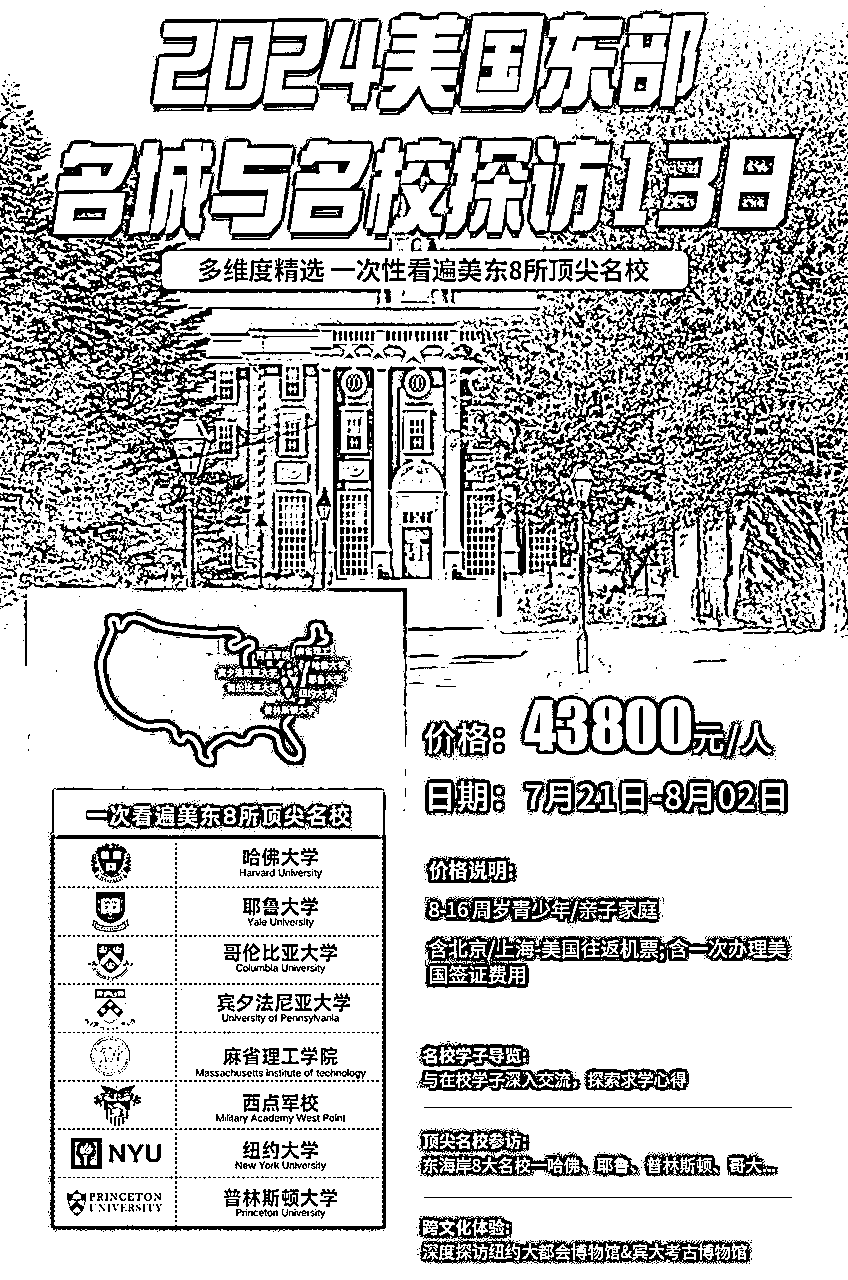 2024美国东部
名城与名校探访13日
多维度精选 一次性看遍美东8所顶尖名校
价格：43800元/人
日期：7月21日-8月02日
一次看遍美东8所顶尖名校
哈佛大学
Harvard University
耶鲁大学
Yale University
哥伦比亚大学
Columbia University
宾夕法尼亚大学
University of Pennsylvania
麻省理工学院
Massachusetts institute of technology
西点军校
Military Academy West Point
NYU
纽约大学
New York University
PRINCETON
UNIVERSITY
普林斯顿大学
Princeton University
价格说明:
8-16周岁青少年/亲子家庭
含北京/上海-美国往返机票;含一次办理美
国签证费用
名校学子导览:
与在校学子深入交流，探索求学心得
顶尖名校参访:
东海岸8大名校—哈佛、耶鲁、普林斯顿、哥大...
跨文化体验:
深度探访纽约大都会博物馆&宾大考古博物馆